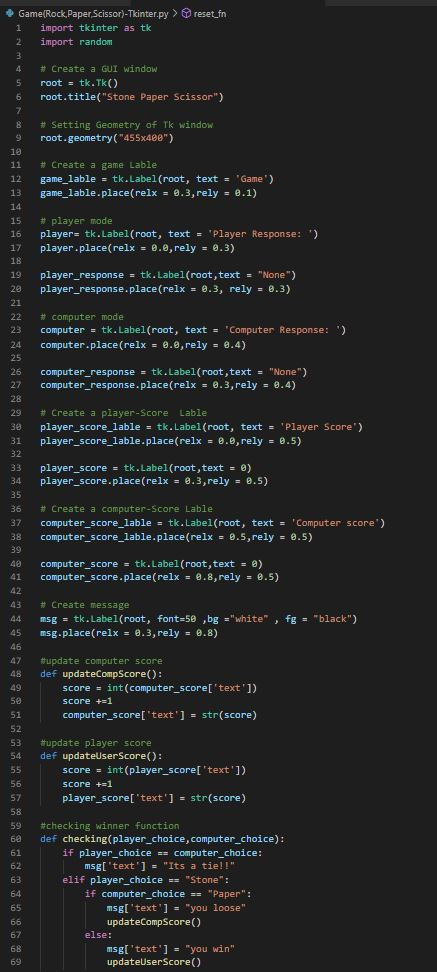 Game(Rock,Paper,Scissor)-Tkinter.py > reset_fn
1 import tkinter as tk
2 import random
3
4 # Create a GUI window
5 root = tk.Tk()
6 root.title("Stone Paper Scissor")
7
8 # Setting Geometry of Tk window
9 root.geometry("455x400")
10
11 # Create a game Lable
12 game_lable = tk.Label(root, text = 'Game')
13 game_lable.place(relx = 0.3,rely = 0.1)
14
15 # player mode
16 player= tk.Label(root, text = 'Player Response: ')
17 player.place(relx = 0.0,rely = 0.3)
18
19 player_response = tk.Label(root,text = "None")
20 player_response.place(relx = 0.3, rely = 0.3)
21
22 # computer mode
23 computer = tk.Label(root, text = 'Computer Response: ')
24 computer.place(relx = 0.0,rely = 0.4)
25
26 computer_response = tk.Label(root,text = "None")
27 computer_response.place(relx = 0.3,rely = 0.4)
28
29 # Create a player-Score  Lable
30 player_score_lable = tk.Label(root, text = 'Player Score')
31 player_score_lable.place(relx = 0.0,rely = 0.5)
32
33 player_score = tk.Label(root,text = 0)
34 player_score.place(relx = 0.3,rely = 0.5)
35
36 # Create a computer-Score Lable
37 computer_score_lable = tk.Label(root, text = 'Computer score')
38 computer_score_lable.place(relx = 0.5,rely = 0.5)
39
40 computer_score = tk.Label(root,text = 0)
41 computer_score.place(relx = 0.8,rely = 0.5)
42
43 # Create message
44 msg = tk.Label(root, font=50 ,bg ="white" , fg = "black")
45 msg.place(relx = 0.3,rely = 0.8)
46
47 #update computer score
48 def updateCompScore():
49     score = int(computer_score['text'])
50     score +=1
51     computer_score['text'] = str(score)
52
53 #update player score
54 def updateUserScore():
55     score = int(player_score['text'])
56     score +=1
57     player_score['text'] = str(score)
58
59 #checking winner function
60 def checking(player_choice,computer_choice):
61     if player_choice == computer_choice:
62         msg['text'] = "Its a tie!!"
63     elif player_choice == "Stone":
64         if computer_choice == "Paper":
65             msg['text'] = "you loose"
66             updateCompScore()
67         else:
68             msg['text'] = "you win"
69             updateUserScore()